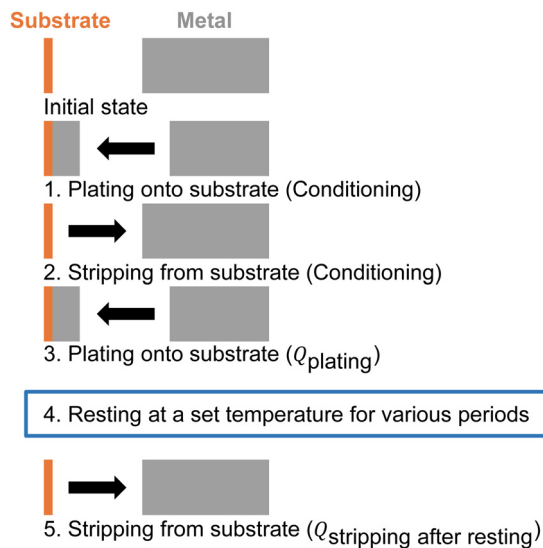 Substrate Metal
Initial state
1. Plating onto substrate (Conditioning)
2. Stripping from substrate (Conditioning)
3. Plating onto substrate (Qplating)
4. Resting at a set temperature for various periods
5. Stripping from substrate (Qstripping after resting)